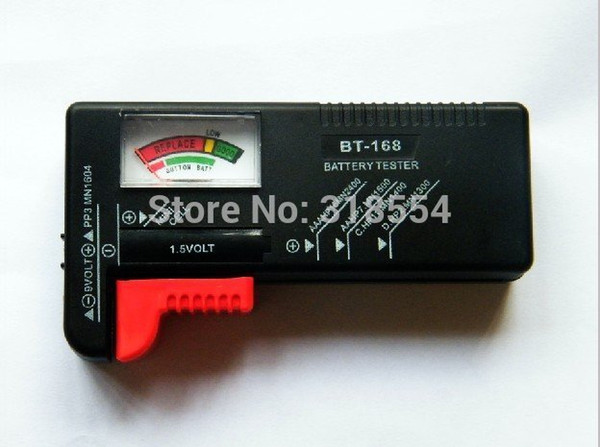 LOW
REPLACE GOOD
BUTTON BATT
BT-168
BATTERY TESTER
Store No: 318554
1.5VOLT
9VOLT PP3 MN1604